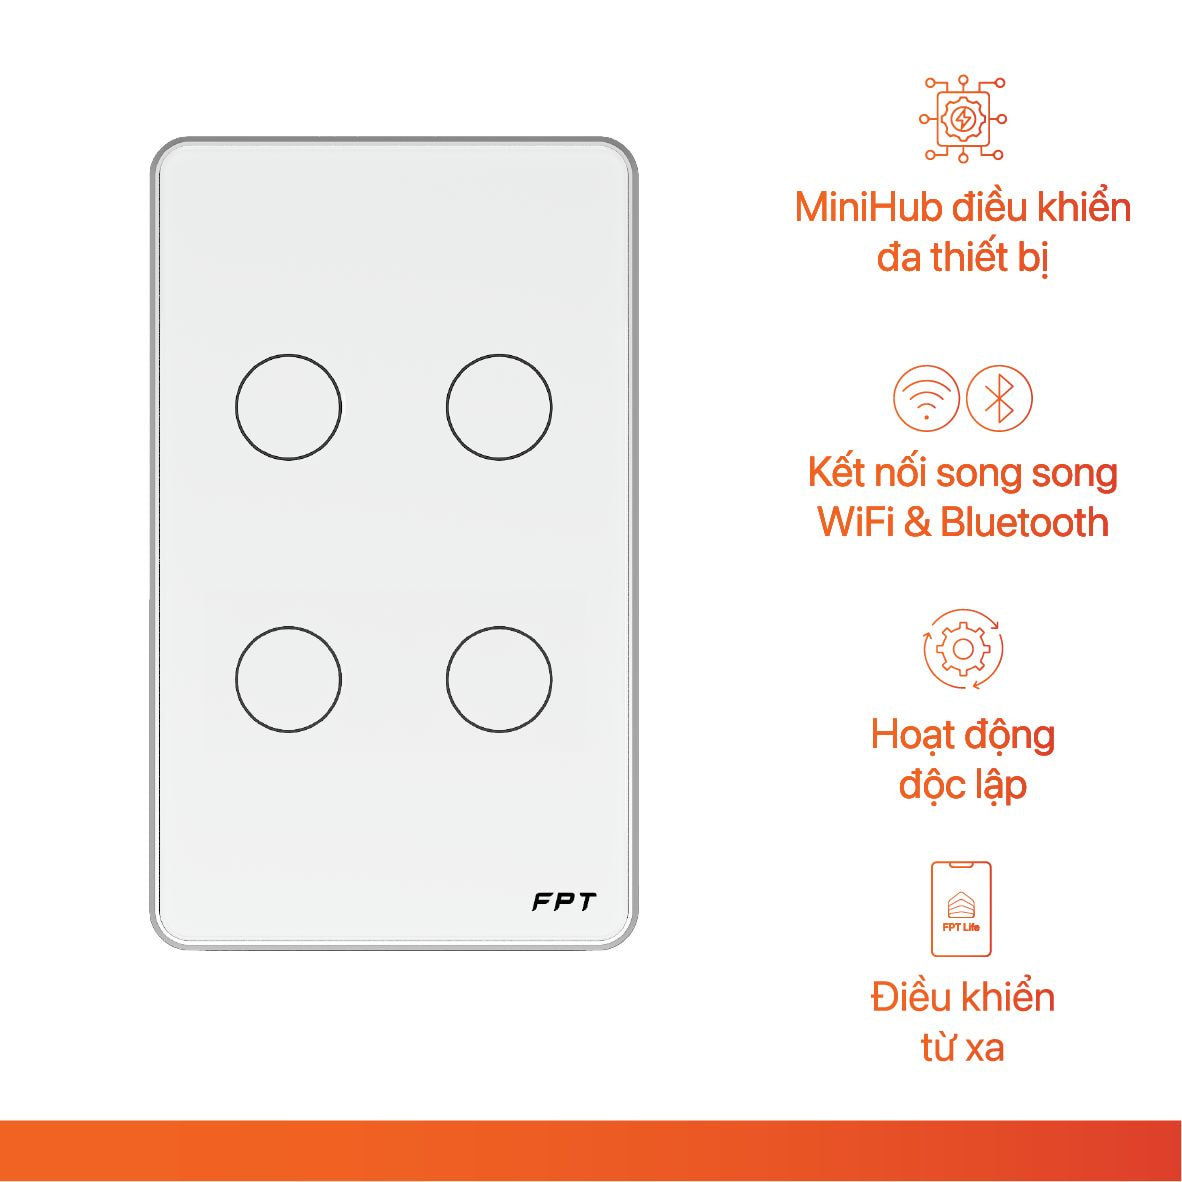 MiniHub điều khiển
đa thiết bị
Kết nối song song
WiFi & Bluetooth
Hoạt động
độc lập
FPT
FPT Life
Điều khiển
từ xa